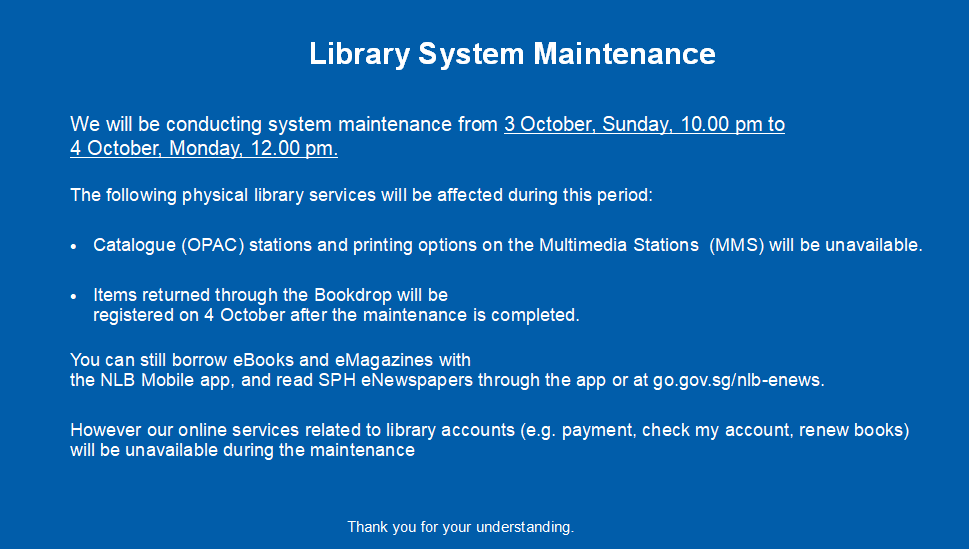 Library System Maintenance
We will be conducting system maintenance from 3 October, Sunday, 10.00 pm to
4 October, Monday, 12.00 pm.
The following physical library services will be affected during this period:
• Catalogue (OPAC) stations and printing options on the Multimedia Stations  (MMS) will be unavailable.
• Items returned through the Bookdrop will be
registered on 4 October after the maintenance is completed.
You can still borrow eBooks and eMagazines with
the NLB Mobile app, and read SPH eNewspapers through the app or at go.gov.sg/nlb-enews.
However our online services related to library accounts (e.g. payment, check my account, renew books)
will be unavailable during the maintenance
Thank you for your understanding.